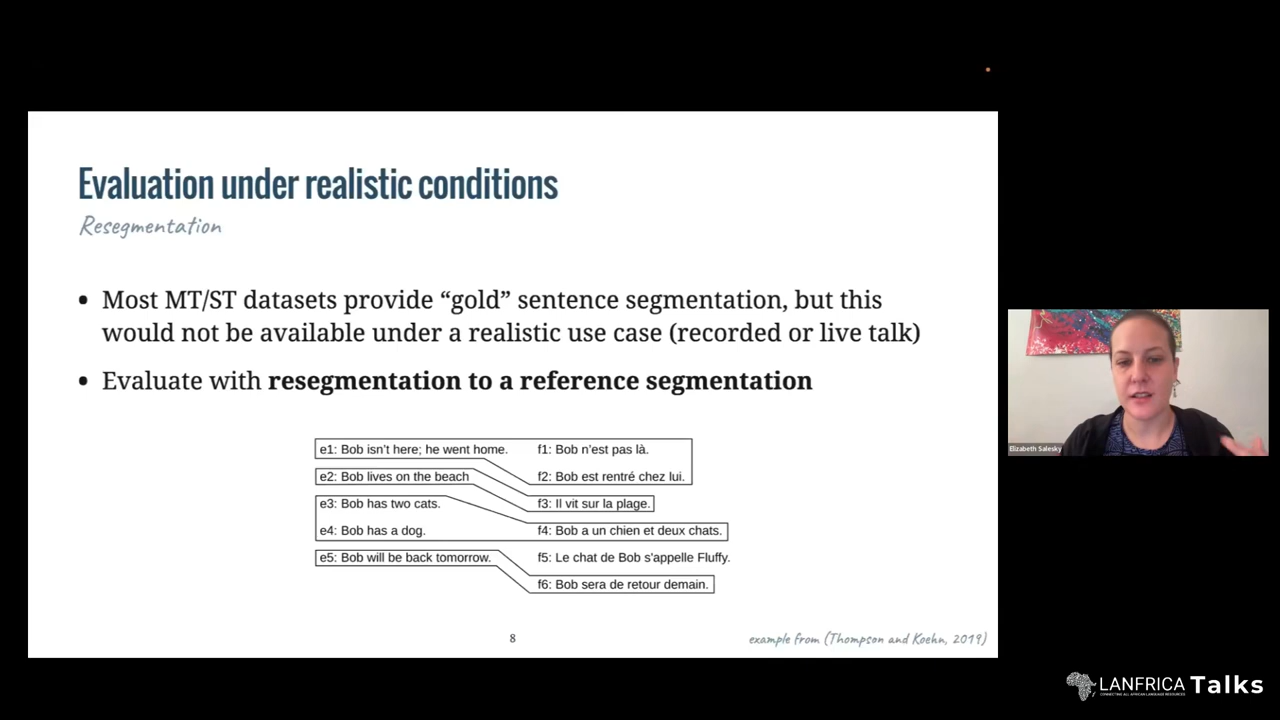 Evaluation under realistic conditions
Resegmentation
• Most MT/ST datasets provide “gold” sentence segmentation, but this
would not be available under a realistic use case (recorded or live talk)
• Evaluate with resegmentation to a reference segmentation
e1: Bob isn't here; he went home.
e2: Bob lives on the beach
e3: Bob has two cats.
e4: Bob has a dog.
e5: Bob will be back tomorrow.
f1: Bob n'est pas là.
f2: Bob est rentré chez lui.
f3: Il vit sur la plage.
f4: Bob a un chien et deux chats.
f5: Le chat de Bob s'appelle Fluffy.
f6: Bob sera de retour demain.
8
example from (Thompson and Koehn, 2019)
Elizabeth Salesky
LANFRICA Talks
CONNECTING ALL AFRICAN LANGUAGE RESOURCES